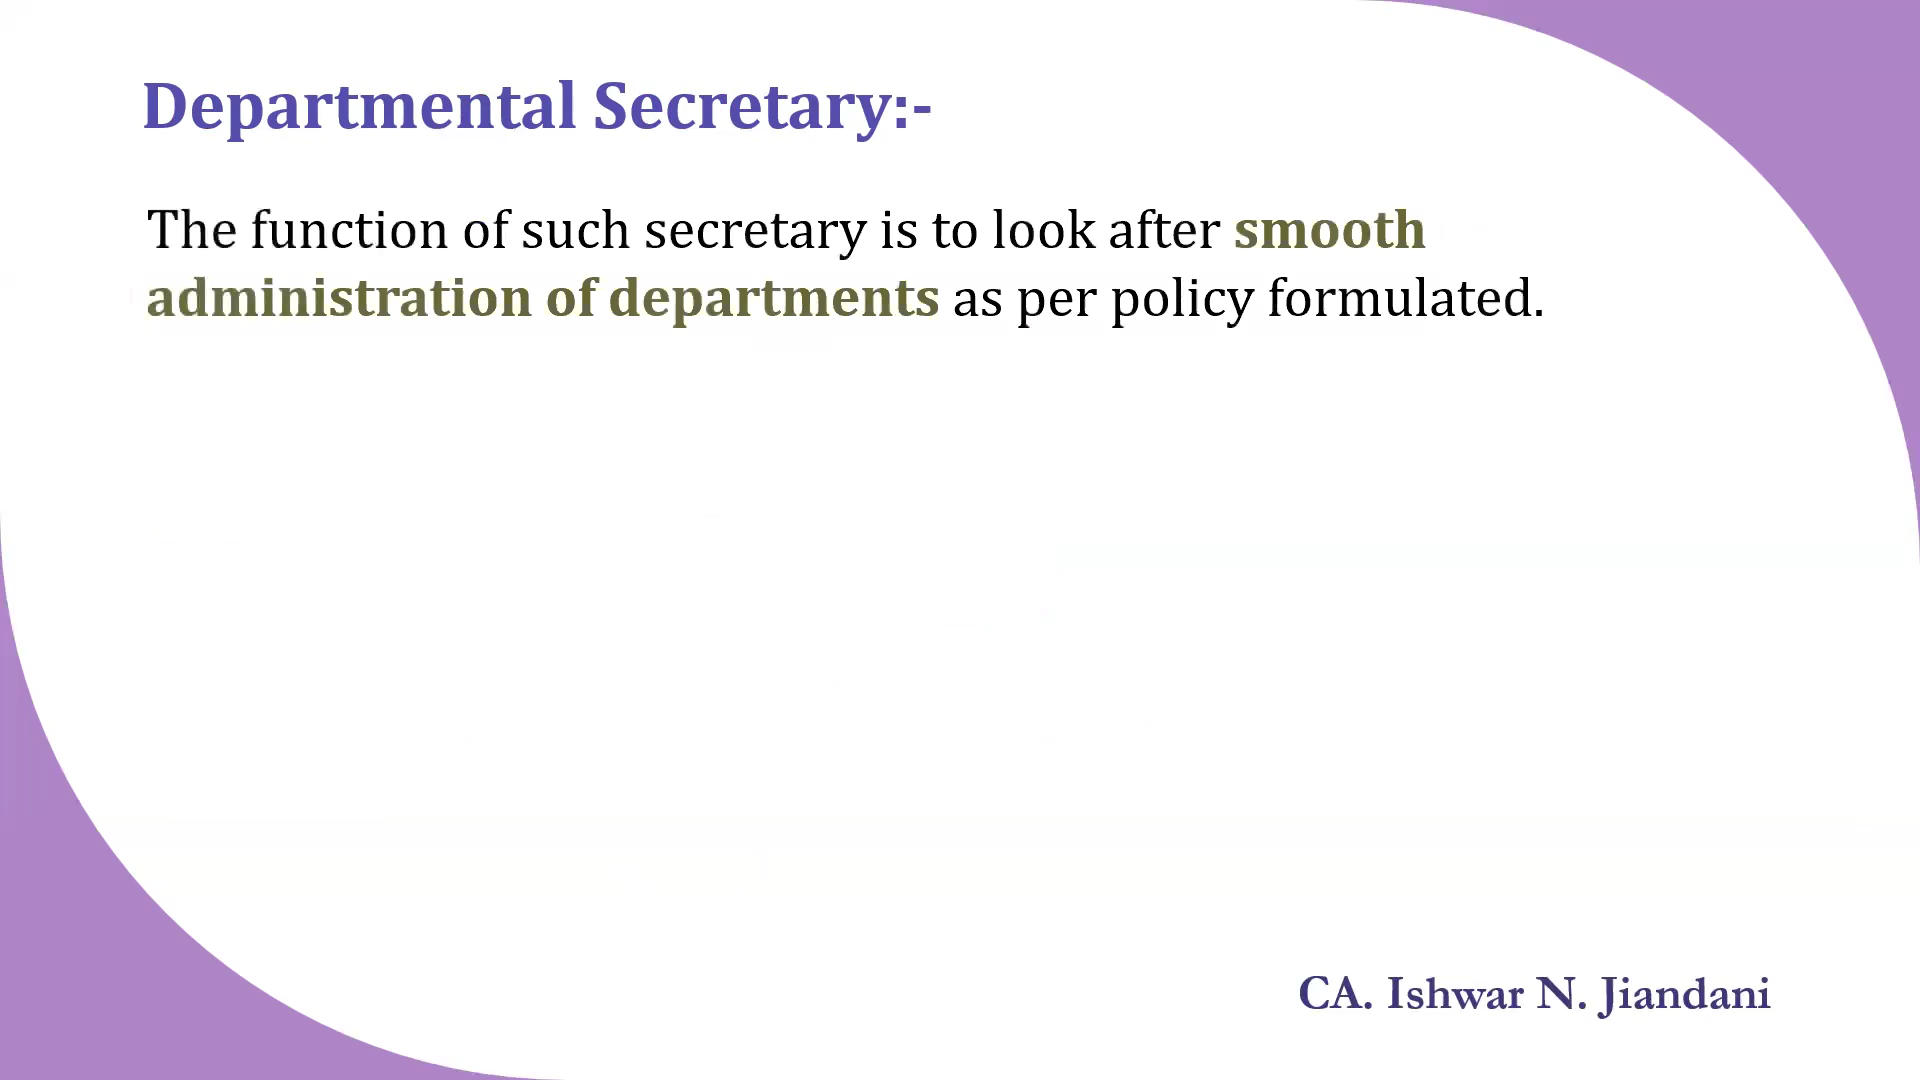 Departmental Secretary:-
The function of such secretary is to look after smooth
administration of departments as per policy formulated.
CA. Ishwar N. Jiandani